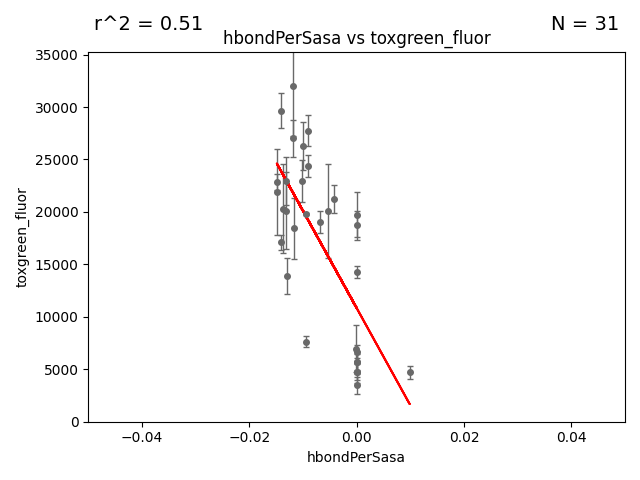 r^2 = 0.51
N = 31
hbondPerSasa vs toxgreen_fluor
35000
30000
25000
20000
15000
10000
5000
0
toxgreen_fluor
−0.04
−0.02
0.00
0.02
0.04
hbondPerSasa